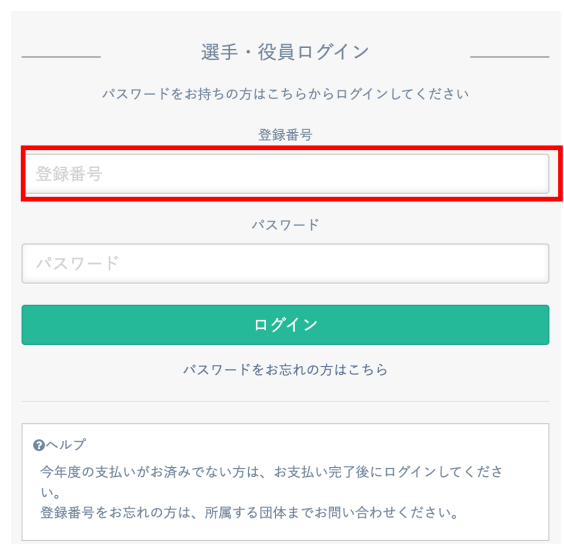 選手・役員ログイン
パスワードをお持ちの方はこちらからログインしてください
登録番号
登録番号
パスワード
パスワード
ログイン
パスワードをお忘れの方はこちら
?ヘルプ
今年度の支払いがお済みでない方は、お支払い完了後にログインしてくださ
い。
登録番号をお忘れの方は、所属する団体までお問い合わせください。